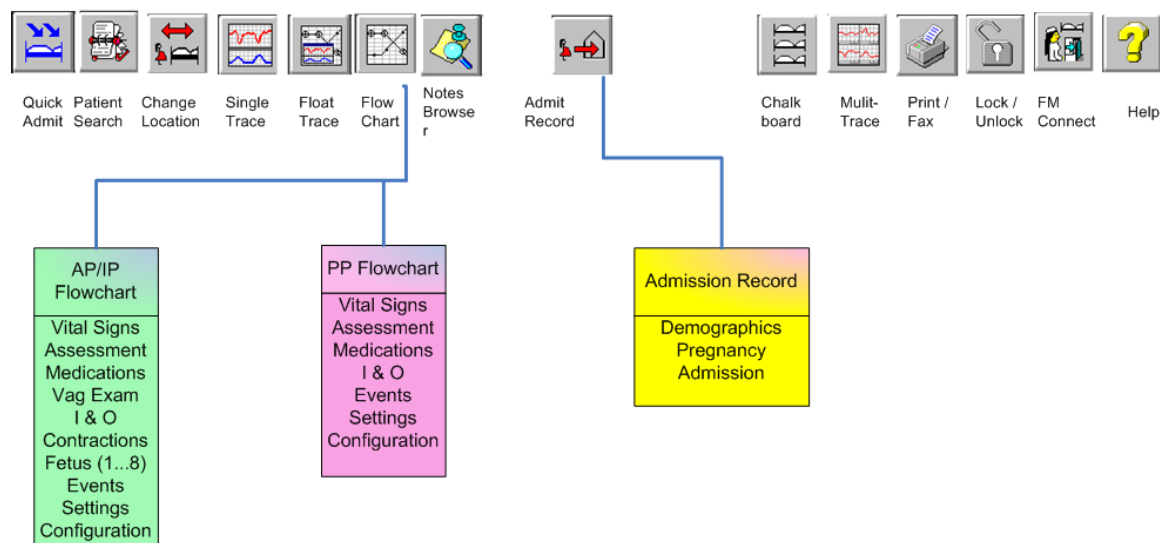 Quick
Admit
Patient
Search
Change
Location
Single
Trace
Float
Trace
Flow
Chart
Notes
Browse
r
Admit
Record
Chalk
board
Mulit-
Trace
Print /
Fax
Lock /
Unlock
FM
Connect
Help
AP/IP
Flowchart
Vital Signs
Assessment
Medications
Vag Exam
I & O
Contractions
Fetus (1...8)
Events
Settings
Configuration
PP Flowchart
Vital Signs
Assessment
Medications
I & O
Events
Settings
Configuration
Admission Record
Demographics
Pregnancy
Admission